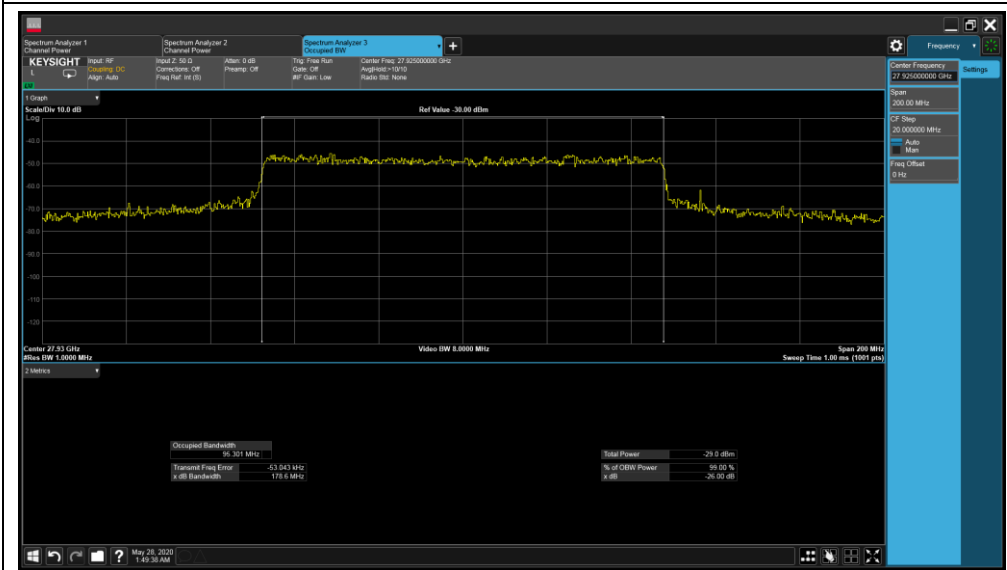 Spectrum Analyzer 1
Channel Power
Spectrum Analyzer 2
Channel Power
Spectrum Analyzer 3
Occupied BW
Frequency
KEYSIGHT
L
Input: RF
Coupling: DC
Align: Auto
Input Z: 50 Ω
Corrections: Off
Freq Ref: Int (S)
Atten: 0 dB
Preamp: Off
Trig: Free Run
Gate: Off
#IF Gain: Low
Center Freq: 27.925000000 GHz
Avg|Hold:>10/10
Radio Std: None
Center Frequency
27.925000000 GHz
Settings
Span
200.00 MHz
CF Step
20.000000 MHz
Auto
Man
Freq Offset
0 Hz
1 Graph
Scale/Div 10.0 dB
Ref Value -30.00 dBm
Log
-40.0
-50.0
-60.0
-70.0
-80.0
-90.0
-100
-110
-120
Center 27.93 GHz
#Res BW 1.0000 MHz
Video BW 8.0000 MHz
Span 200 MHz
Sweep Time 1.00 ms (1001 pts)
2 Metrics
Occupied Bandwidth
95.301 MHz
Transmit Freq Error -53.043 kHz
x dB Bandwidth 178.6 MHz
Total Power -29.0 dBm
% of OBW Power 99.00 %
x dB -26.00 dB
May 28, 2020
1:49:38 AM